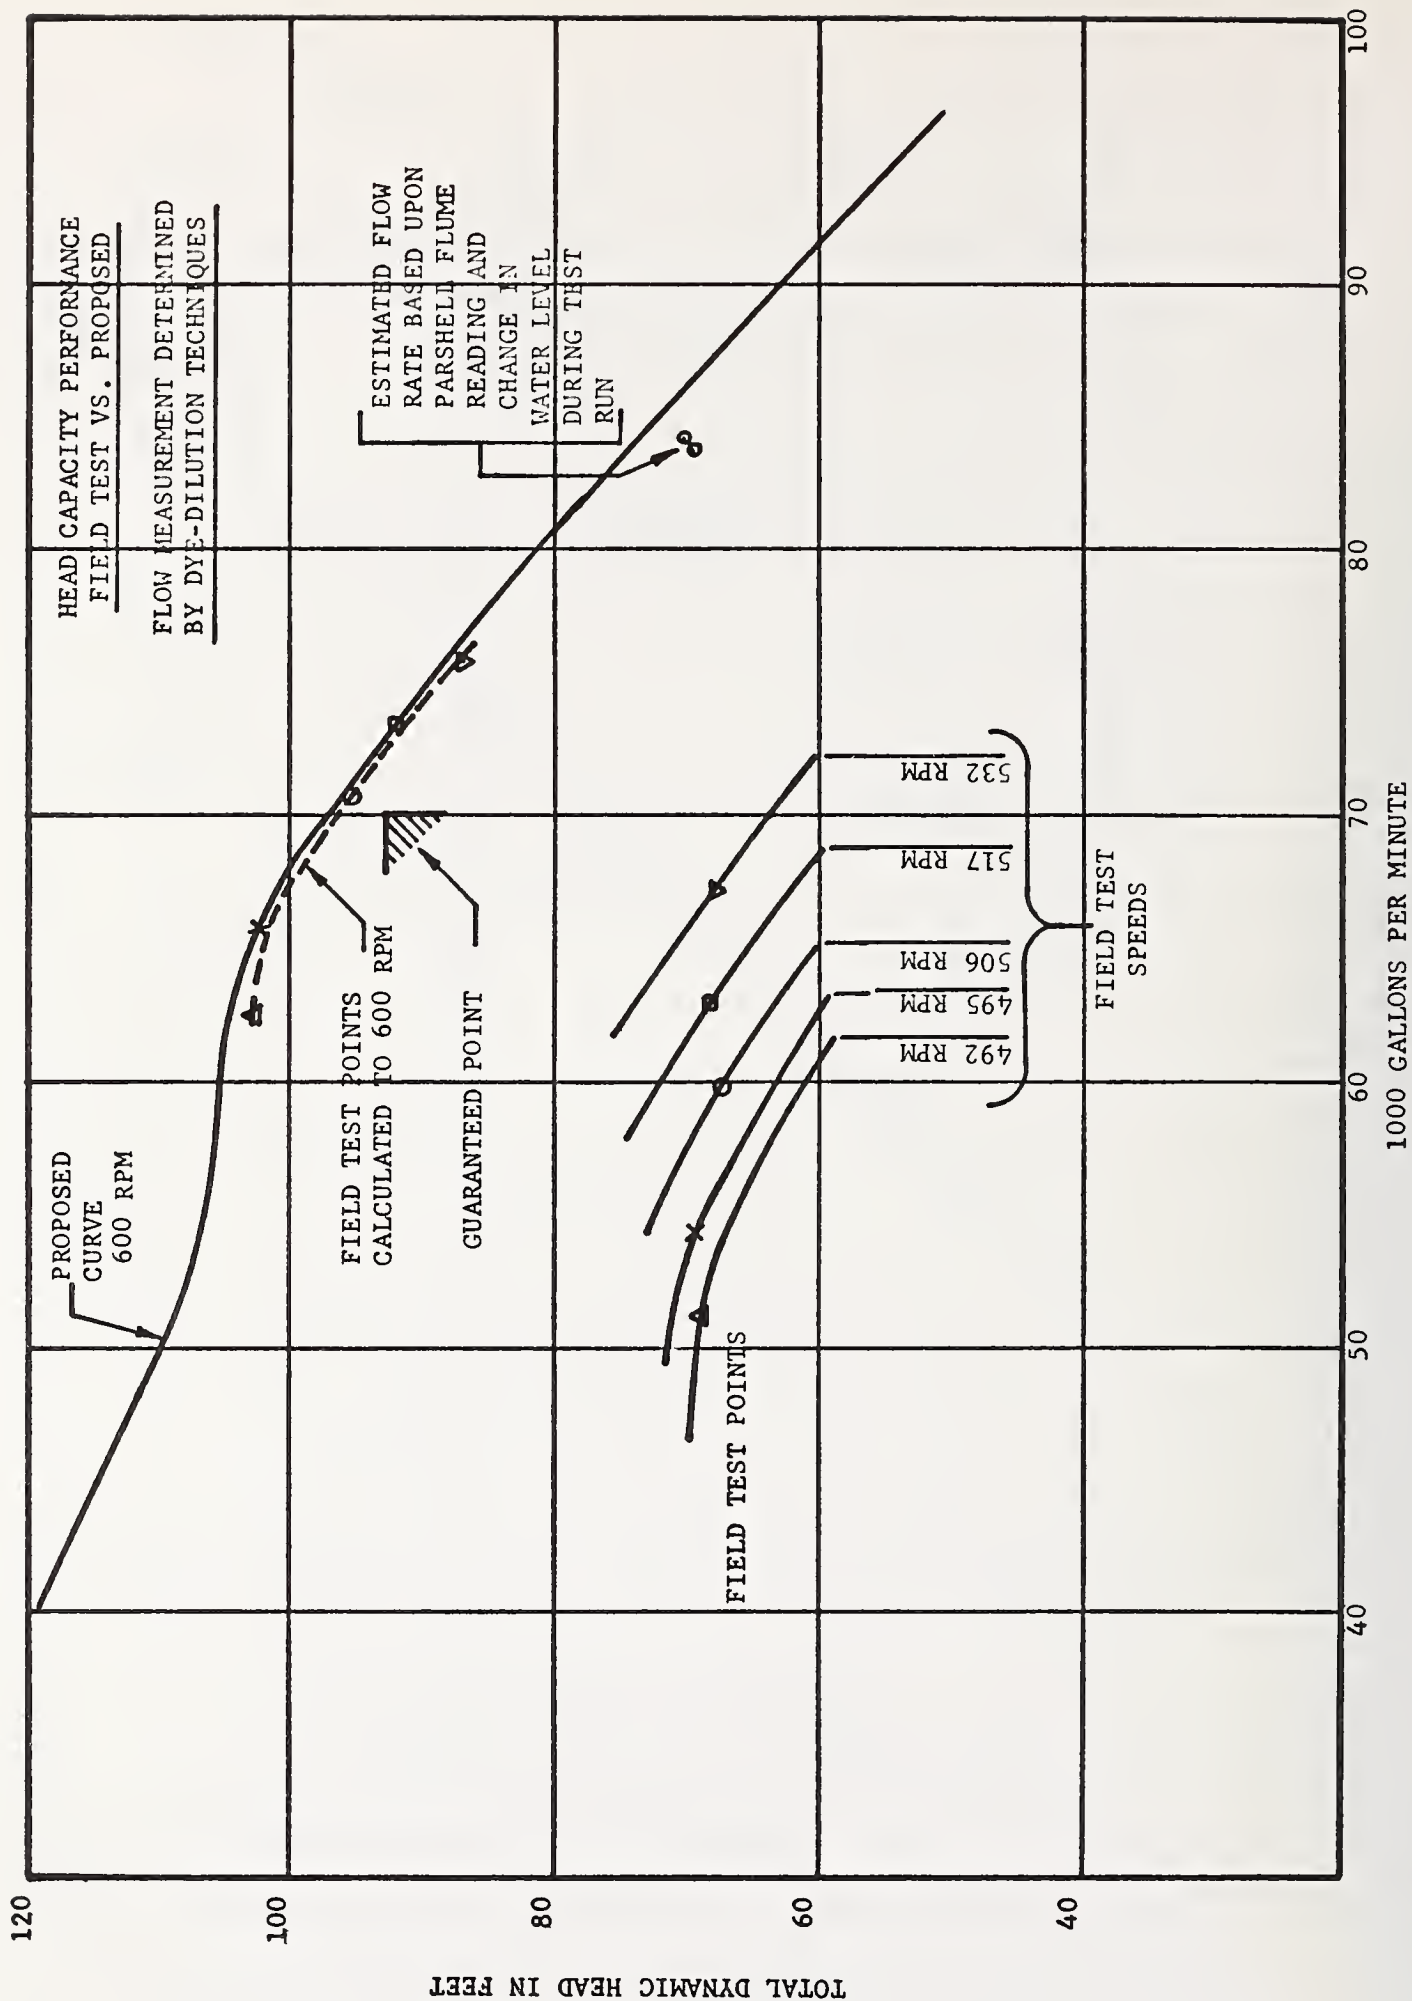 HEAD CAPACITY PERFORMANCE
FIELD TEST VS. PROPOSED
FLOW MEASUREMENT DETERMINED
BY DYE-DILUTION TECHNIQUES
PROPOSED
CURVE
600 RPM
ESTIMATED FLOW
RATE BASED UPON
PARSHELL FLUME
READING AND
CHANGE IN
WATER LEVEL
DURING TEST
RUN
FIELD TEST POINTS
CALCULATED TO 600 RPM
GUARANTEED POINT
FIELD TEST POINTS
492 RPM
495 RPM
506 RPM
517 RPM
532 RPM
FIELD TEST
SPEEDS
TOTAL DYNAMIC HEAD IN FEET
120
100
80
60
40
40
50
60
70
80
90
100
1000 GALLONS PER MINUTE